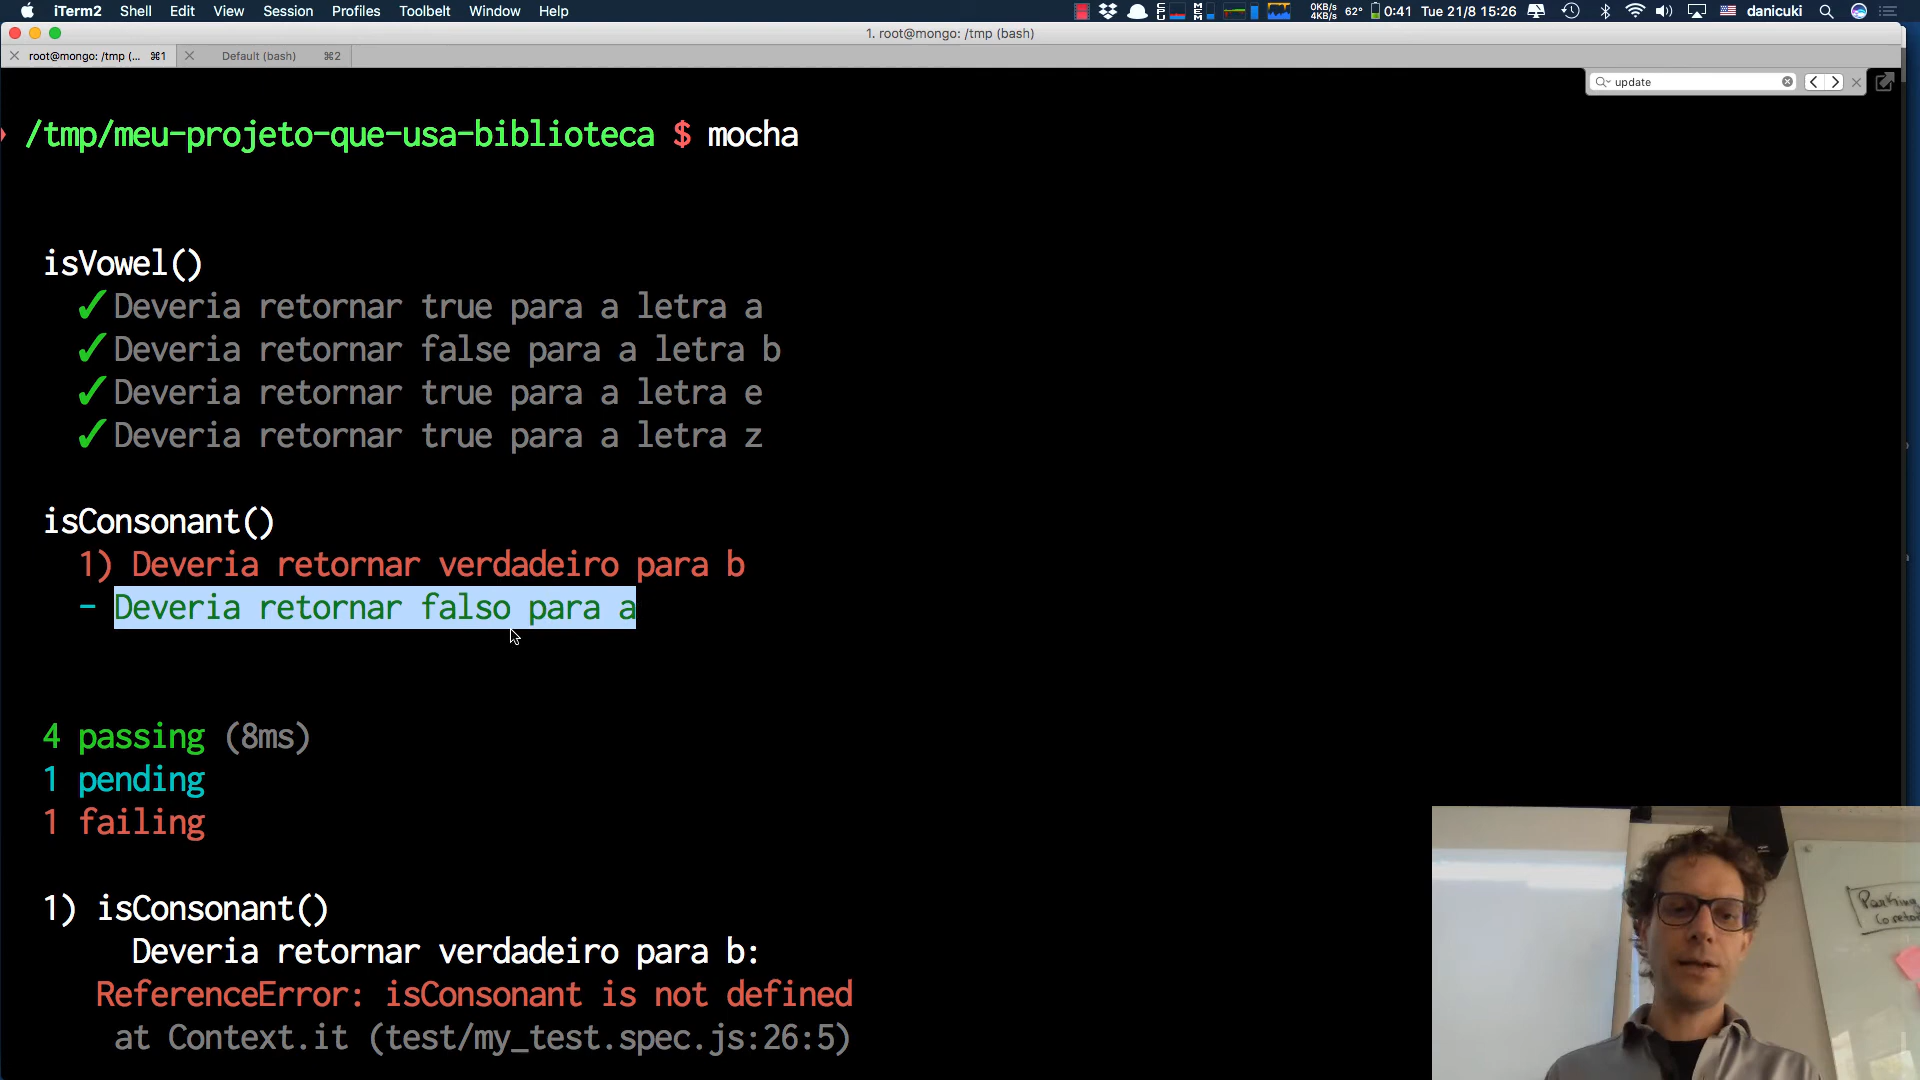 iTerm2 Shell Edit View Session Profiles Toolbelt Window Help
0KB/s 4KB/s 62° 0:41 Tue 21/8 15:26 danicuki
1. root@mongo: /tmp (bash)
root@mongo: /tmp (... ⌘1 Default (bash) ⌘2
update
/tmp/meu-projeto-que-usa-biblioteca $ mocha
isVowel()
✓ Deveria retornar true para a letra a
✓ Deveria retornar false para a letra b
✓ Deveria retornar true para a letra e
✓ Deveria retornar true para a letra z
isConsonant()
1) Deveria retornar verdadeiro para b
- Deveria retornar falso para a
4 passing (8ms)
1 pending
1 failing
1) isConsonant()
Deveria retornar verdadeiro para b:
ReferenceError: isConsonant is not defined
at Context.it (test/my_test.spec.js:26:5)
Parking